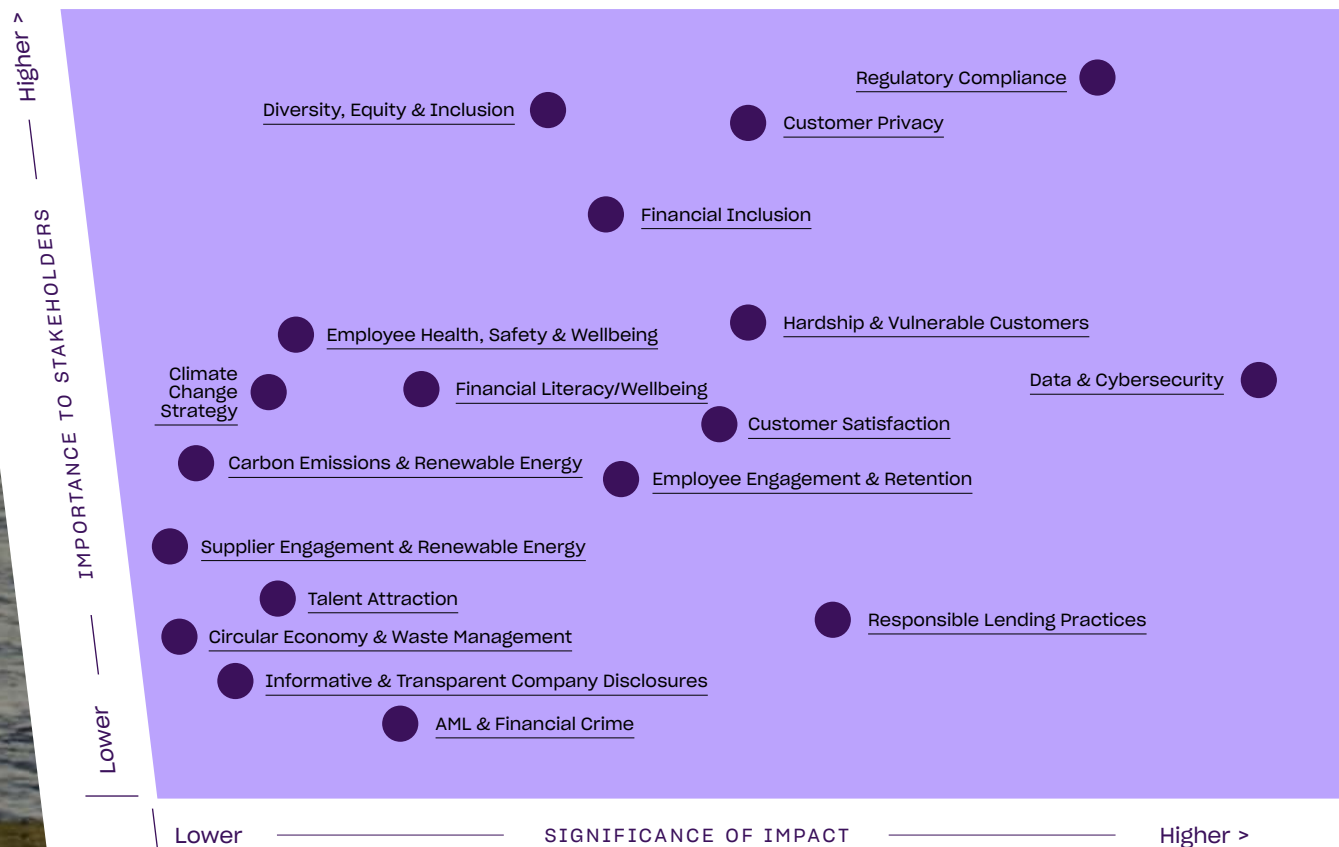 Higher >
IMPORTANCE TO STAKEHOLDERS
Lower
Regulatory Compliance
Diversity, Equity & Inclusion
Customer Privacy
Financial Inclusion
Hardship & Vulnerable Customers
Employee Health, Safety & Wellbeing
Climate
Change
Strategy
Financial Literacy/Wellbeing
Data & Cybersecurity
Customer Satisfaction
Carbon Emissions & Renewable Energy
Employee Engagement & Retention
Supplier Engagement & Renewable Energy
Talent Attraction
Responsible Lending Practices
Circular Economy & Waste Management
Informative & Transparent Company Disclosures
AML & Financial Crime
Lower
SIGNIFICANCE OF IMPACT
Higher >